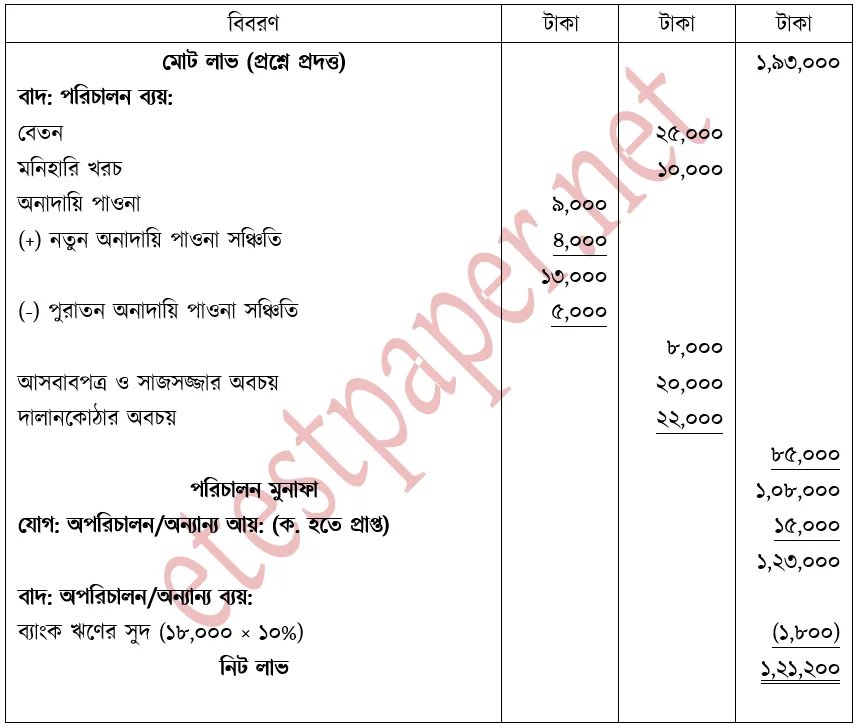 বিবরণ টাকা টাকা টাকা
মোট লাভ (প্রশ্নে প্রদত্ত) ১,৯৩,০০০
বাদ: পরিচালন ব্যয়:
বেতন ২৫,০০০
মনিহারি খরচ ১০,০০০
অনাদায়ি পাওনা ৯,০০০
(+) নতুন অনাদায়ি পাওনা সঞ্চিতি ৪,০০০
১৩,০০০
(-) পুরাতন অনাদায়ি পাওনা সঞ্চিতি ৫,০০০
৮,০০০
আসবাবপত্র ও সাজসজ্জার অবচয় ২০,০০০
দালানকোঠার অবচয় ২২,০০০
৮৫,০০০
পরিচালন মুনাফা ১,০৮,০০০
যোগ: অপরিচালন/অন্যান্য আয়: (ক. হতে প্রাপ্ত) ১৫,০০০
১,২৩,০০০
বাদ: অপরিচালন/অন্যান্য ব্যয়:
ব্যাংক ঋণের সুদ (১৮,০০০ × ১০%) (১,৮০০)
নিট লাভ ১,২১,২০০
etestpaper.net